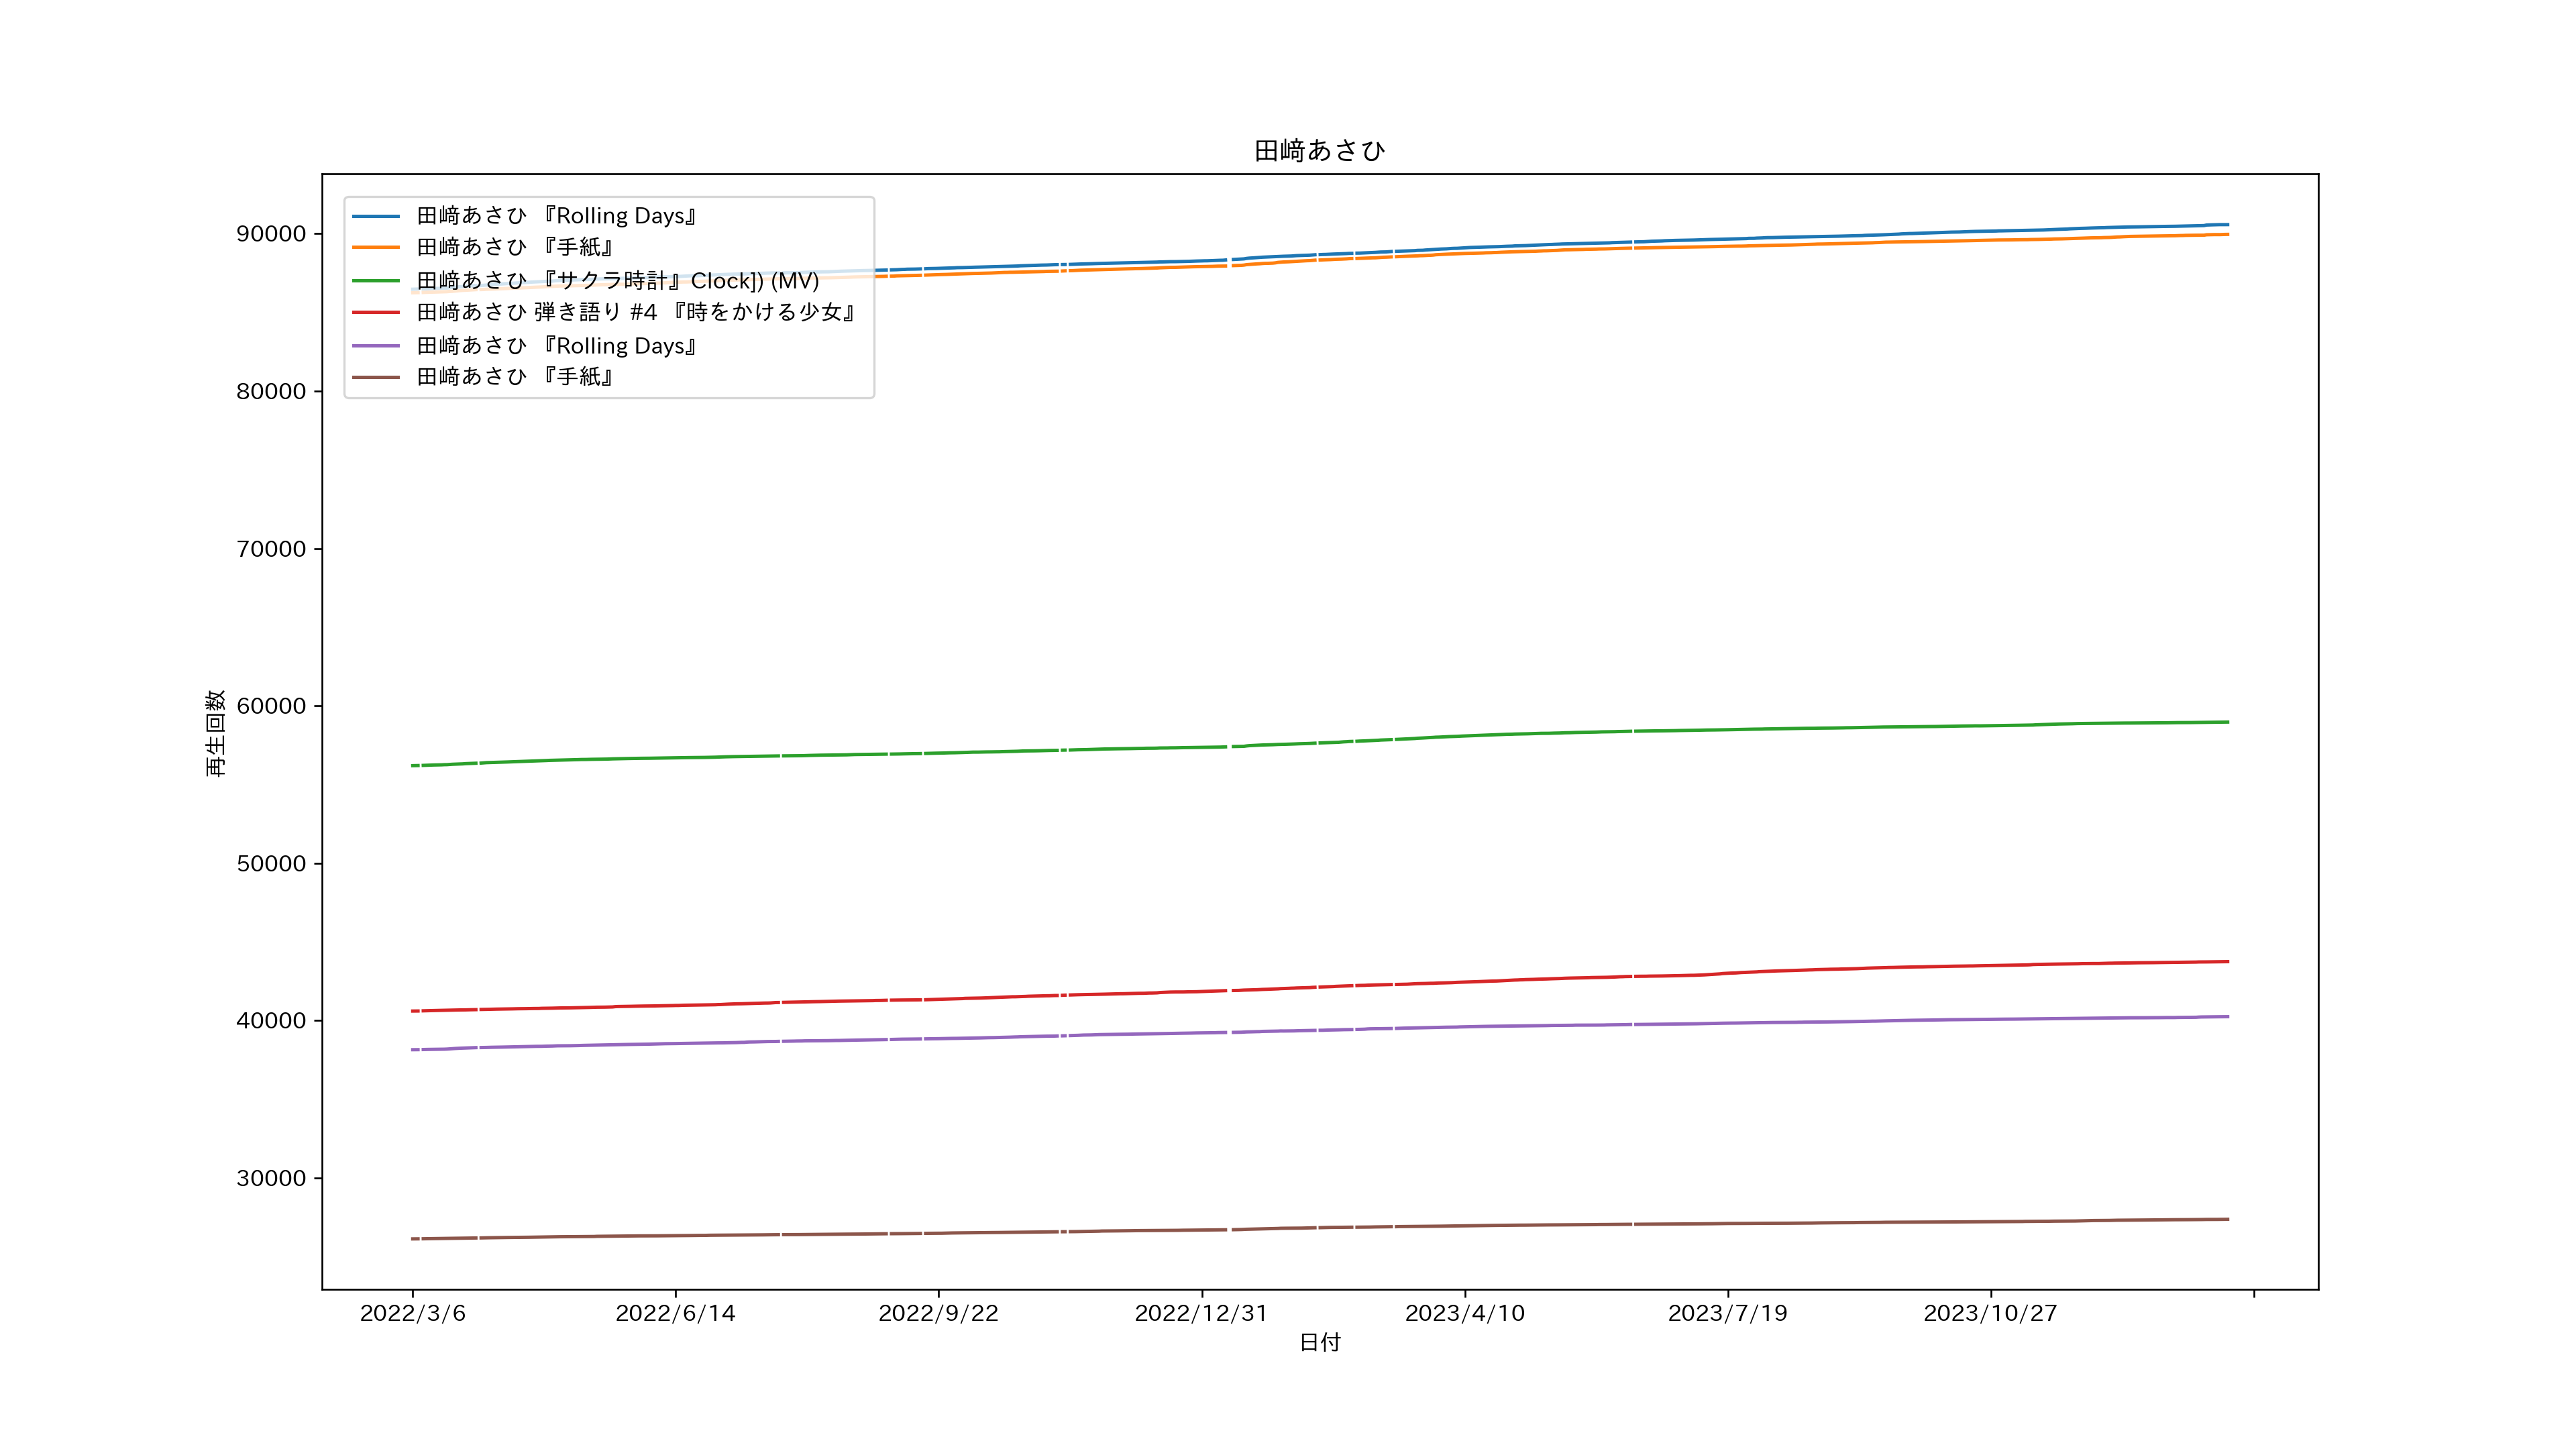 田﨑あさひ
田﨑あさひ 『Rolling Days』
田﨑あさひ 『手紙』
田﨑あさひ 『サクラ時計』Clock]) (MV)
田﨑あさひ 弾き語り #4 『時をかける少女』
田﨑あさひ 『Rolling Days』
田﨑あさひ 『手紙』
90000
80000
70000
60000
50000
40000
30000
再生回数
2022/3/6
2022/6/14
2022/9/22
2022/12/31
2023/4/10
2023/7/19
2023/10/27
日付